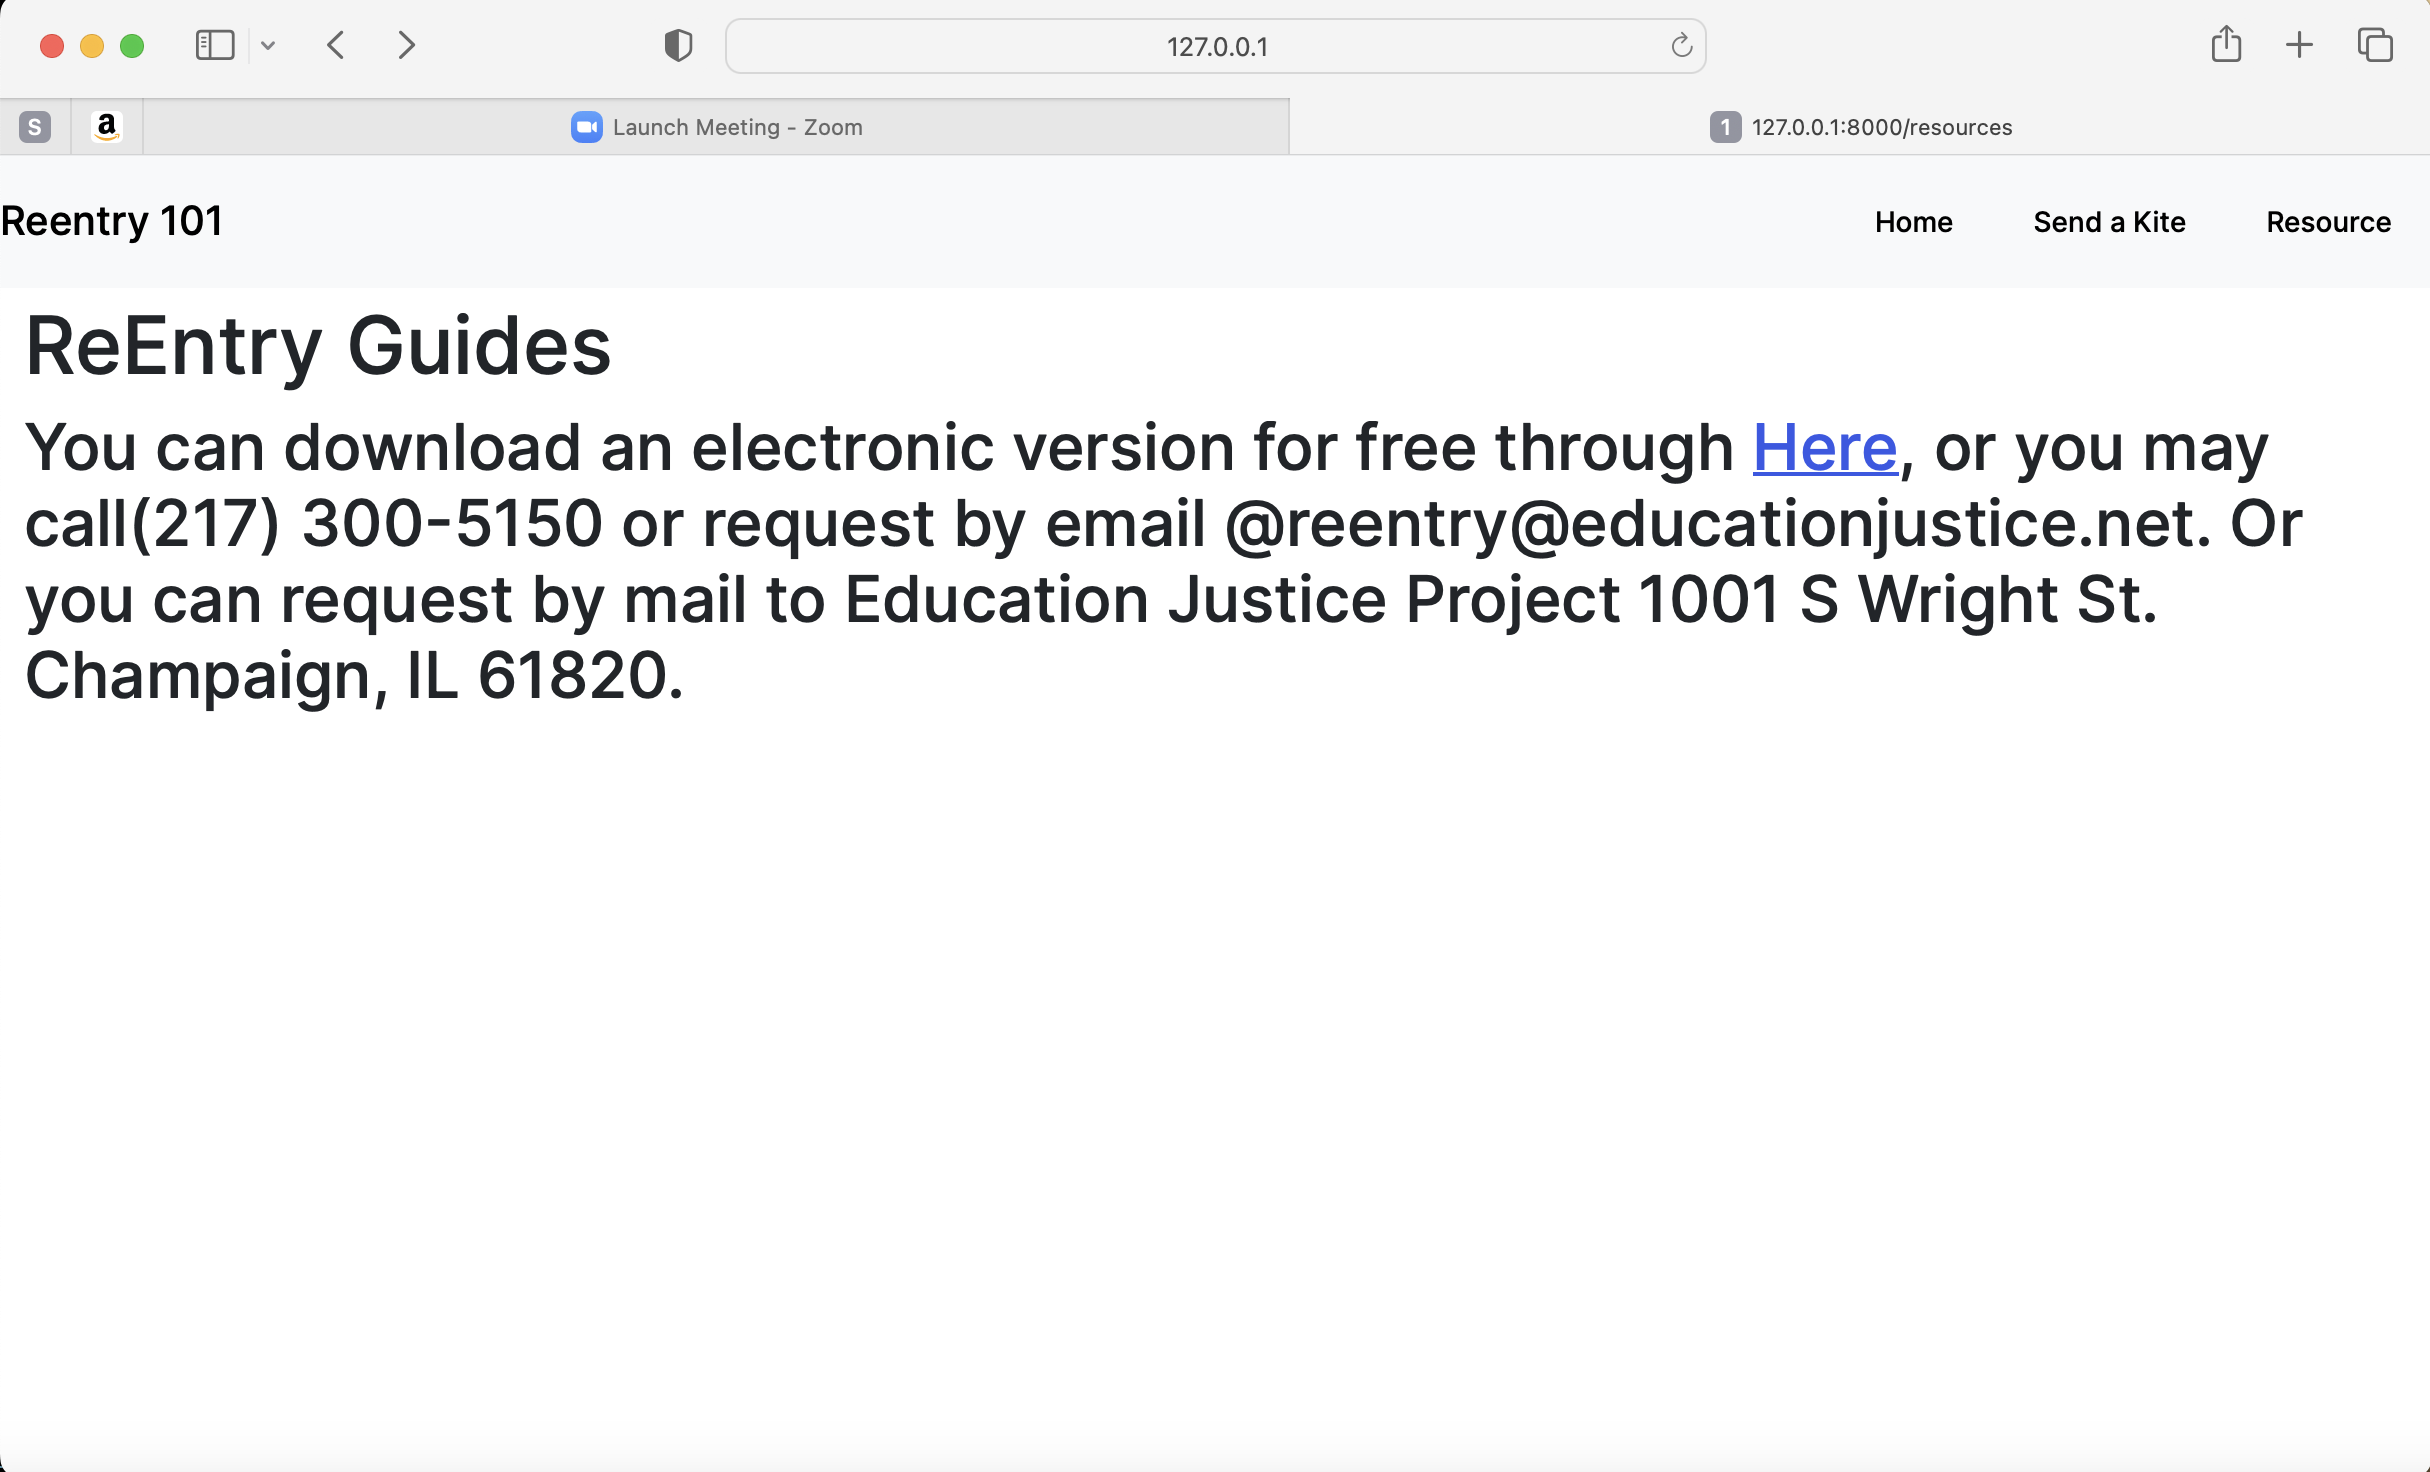 127.0.0.1
S
a
Launch Meeting - Zoom
1 127.0.0.1:8000/resources
Reentry 101
Home Send a Kite Resource
ReEntry Guides
You can download an electronic version for free through Here, or you may
call(217) 300-5150 or request by email @reentry@educationjustice.net. Or
you can request by mail to Education Justice Project 1001 S Wright St.
Champaign, IL 61820.